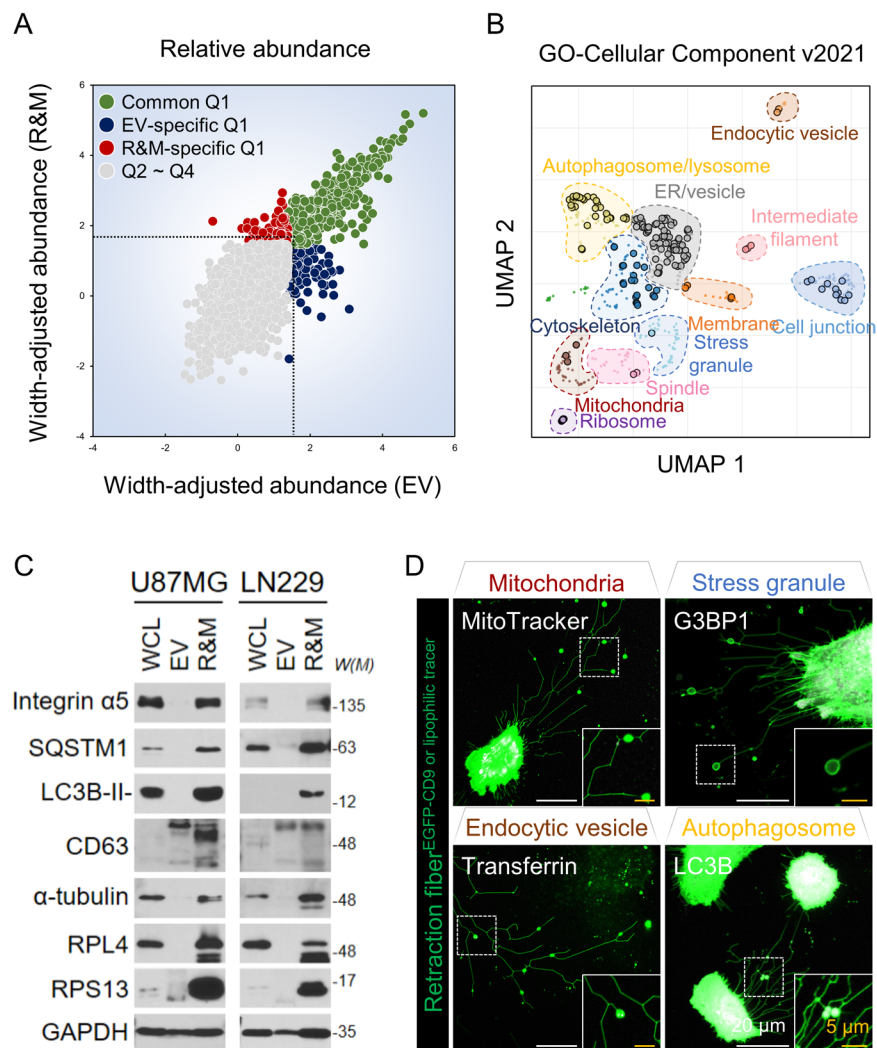 A
Relative abundance
Width-adjusted abundance (R&M)
6
4
2
0
-2
-4
Common Q1
EV-specific Q1
R&M-specific Q1
Q2 ~ Q4
-4
-2
0
2
4
6
Width-adjusted abundance (EV)
B
GO-Cellular Component v2021
UMAP 2
Endocytic vesicle
Autophagosome/lysosome
ER/vesicle
Intermediate
filament
Cytoskeleton
Membrane
Cell junction
Stress
granule
Spindle
Mitochondria
Ribosome
UMAP 1
C
U87MG LN229
WCL EV R&M WCL EV R&M W(M)
Integrin α5 -135
SQSTM1 -63
LC3B-II- -12
CD63 -48
α-tubulin -48
RPL4 -48
RPS13 -17
GAPDH -35
D
Retraction fiber EGFP-CD9 or lipophilic tracer
Mitochondria
MitoTracker
Stress granule
G3BP1
Endocytic vesicle
Transferrin
Autophagosome
LC3B
20 µm
5 µm